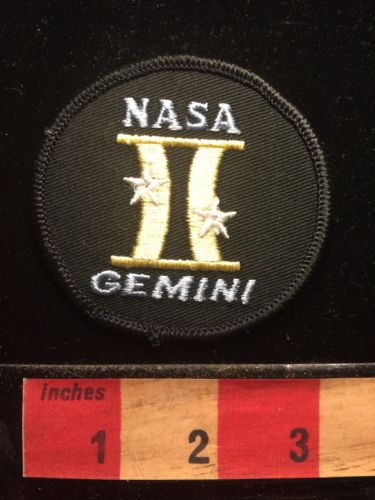 NASA
GEMINI
inches
1 2 3